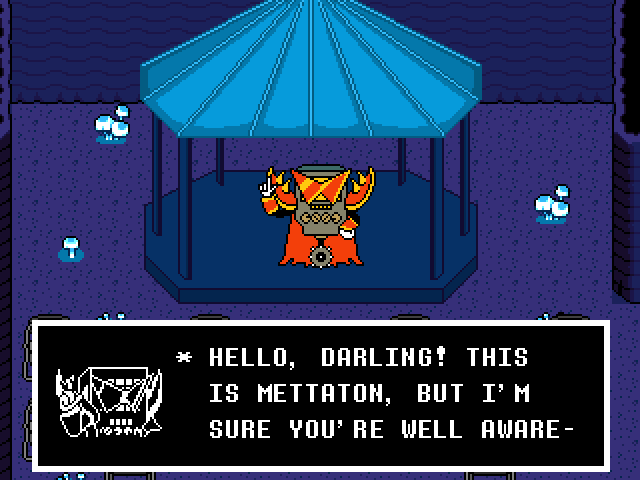 * HELLO, DARLING! THIS
IS METTATON, BUT I'M
SURE YOU'RE WELL AWARE-